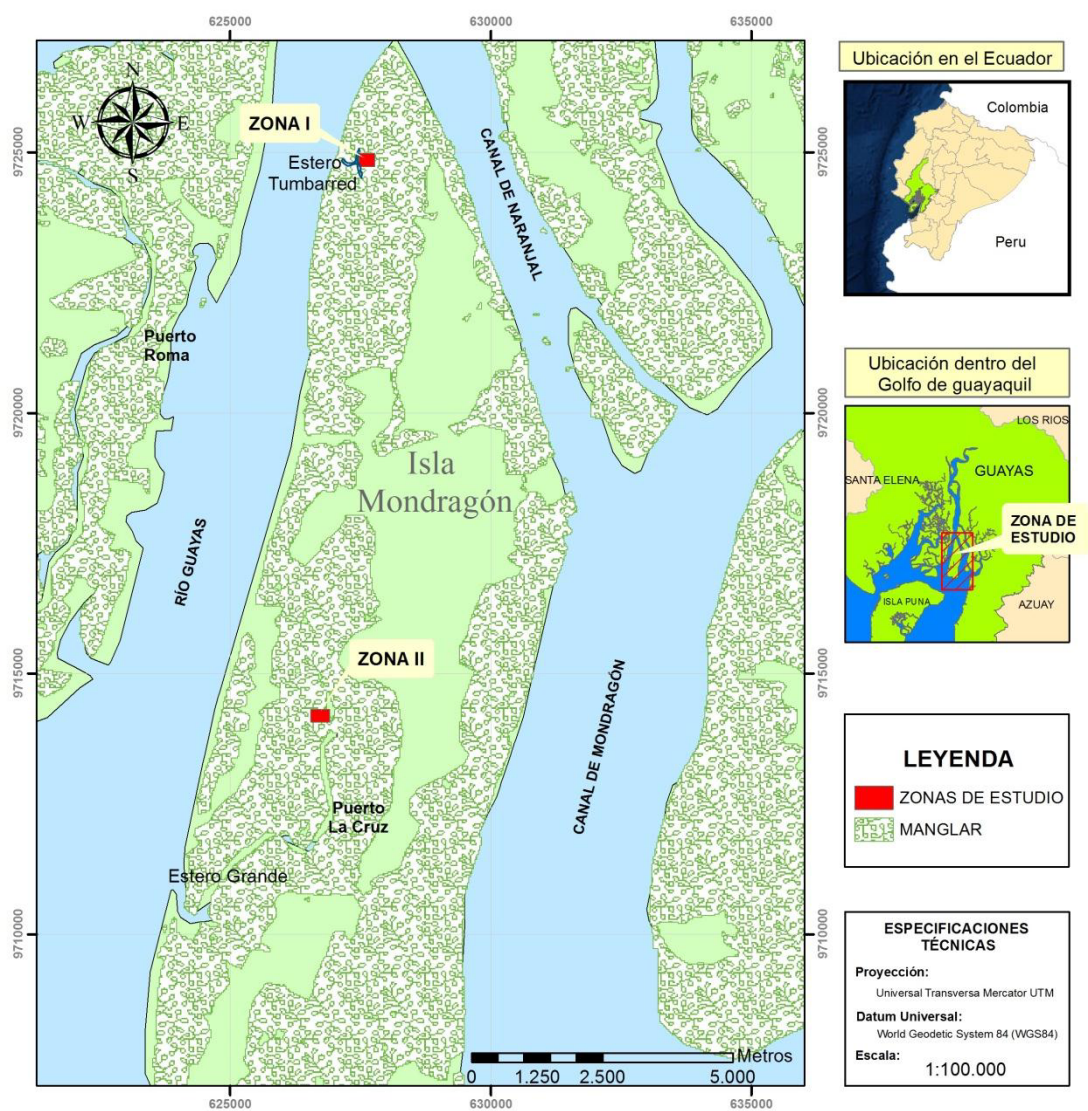 625000
630000
635000
9725000
9720000
9715000
9710000
9725000
9720000
9715000
9710000
625000
630000
635000
N
W
E
S
ZONA I
Estero
Tumbarred
CANAL DE NARANJAL
Puerto
Roma
Isla
Mondragón
RÍO GUAYAS
ZONA II
CANAL DE MONDRAGÓN
Puerto
La Cruz
Estero Grande
Metros
0 1.250 2.500 5.000
Ubicación en el Ecuador
Colombia
Peru
Ubicación dentro del
Golfo de guayaquil
LOS RIOS
SANTA ELENA
GUAYAS
ZONA DE
ESTUDIO
ISLA PUNA
AZUAY
LEYENDA
ZONAS DE ESTUDIO
MANGLAR
ESPECIFICACIONES
TÉCNICAS
Proyección:
Universal Transversa Mercator UTM
Datum Universal:
World Geodetic System 84 (WGS84)
Escala:
1:100.000